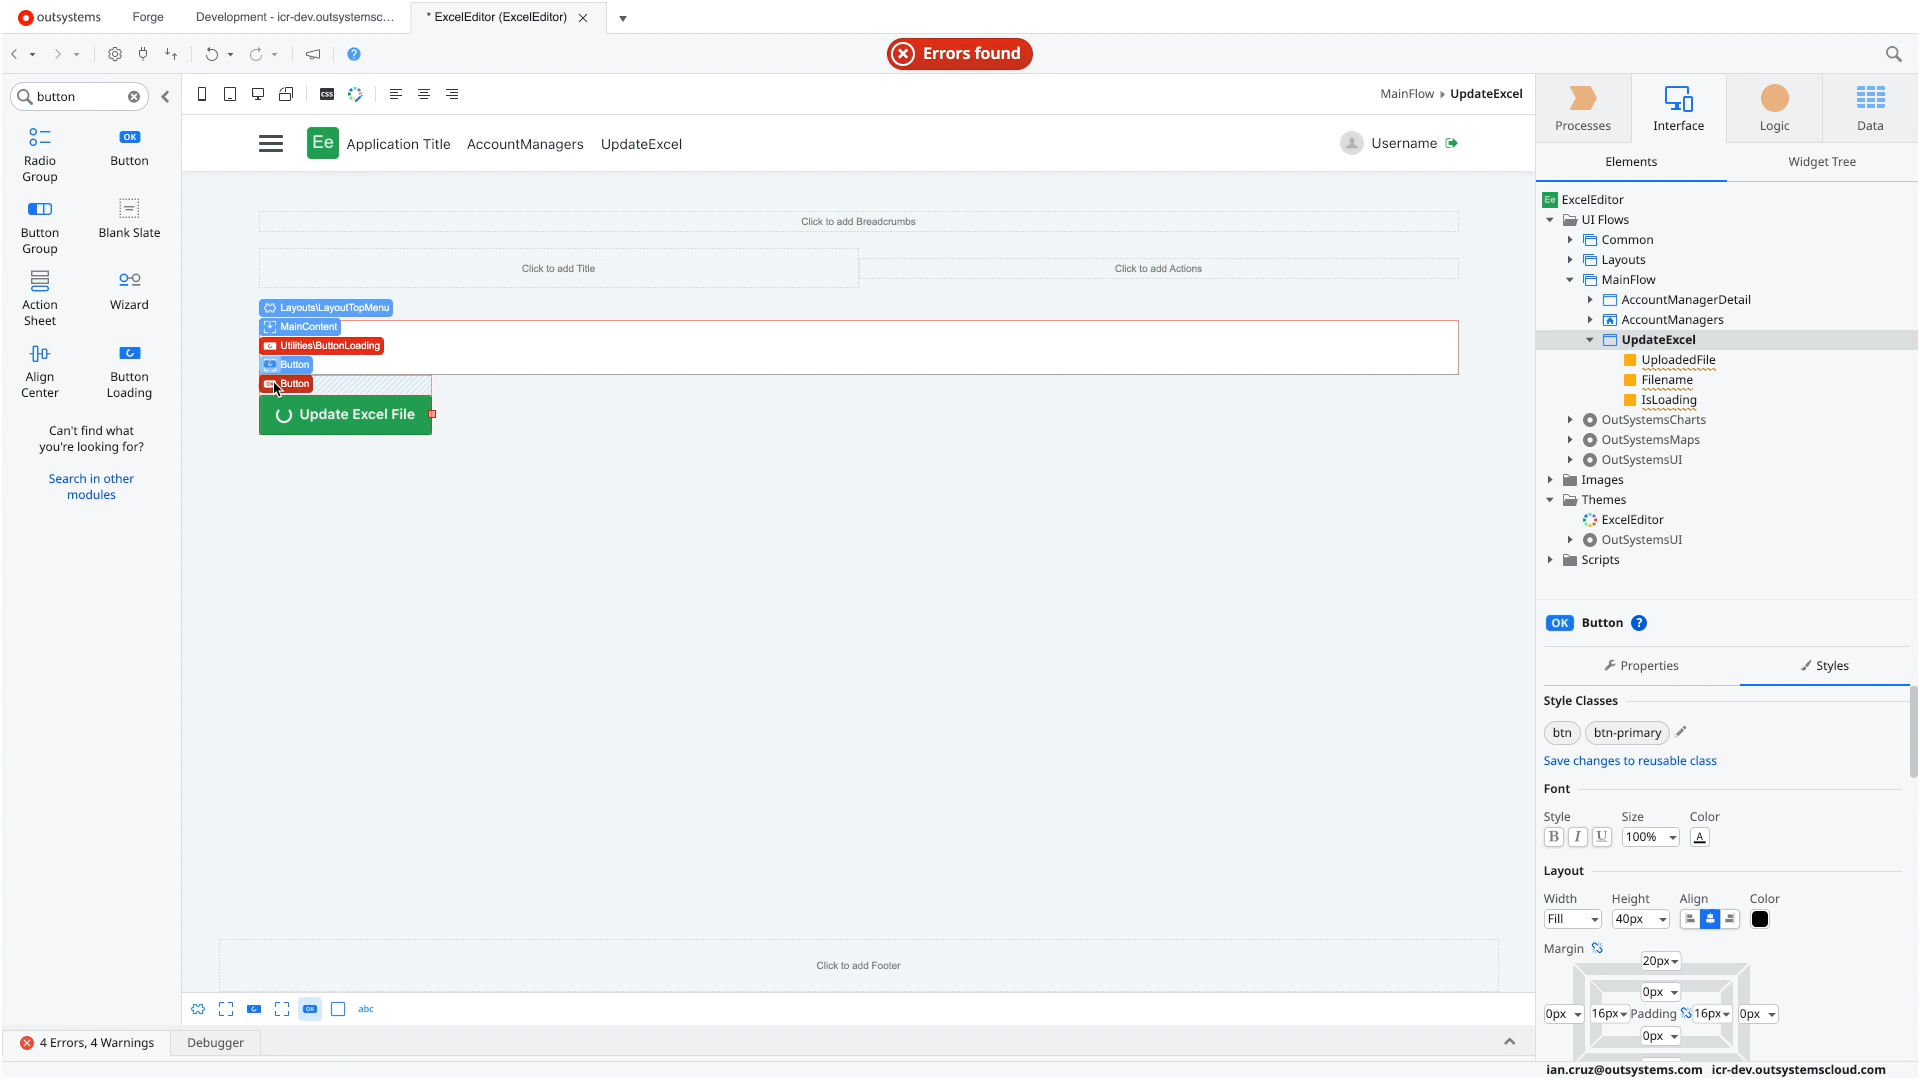 outsystems
Forge
Development - icr-dev.outsystemsc...
* ExcelEditor (ExcelEditor)
Errors found
button
CSS
MainFlow UpdateExcel
Radio Group
OK
Button
Button Group
Blank Slate
Action Sheet
Wizard
Align Center
Button Loading
Can't find what you're looking for?
Search in other modules
Ee Application Title AccountManagers UpdateExcel
Username
Click to add Breadcrumbs
Click to add Title
Click to add Actions
Layouts\LayoutTopMenu
MainContent
Utilities\ButtonLoading
Button
Button
Update Excel File
Click to add Footer
OK
abc
4 Errors, 4 Warnings
Debugger
Processes
Interface
Logic
Data
Elements
Widget Tree
Ee ExcelEditor
UI Flows
Common
Layouts
MainFlow
AccountManagerDetail
AccountManagers
UpdateExcel
UploadedFile
Filename
IsLoading
OutSystemsCharts
OutSystemsMaps
OutSystemsUI
Images
Themes
ExcelEditor
OutSystemsUI
Scripts
OK Button ?
Properties
Styles
Style Classes
btn btn-primary
Save changes to reusable class
Font
Style Size Color
B I U 100% A
Layout
Width Height Align Color
Fill 40px
Margin
20px
0px
0px 16px Padding 16px 0px
0px
ian.cruz@outsystems.com icr-dev.outsystemscloud.com